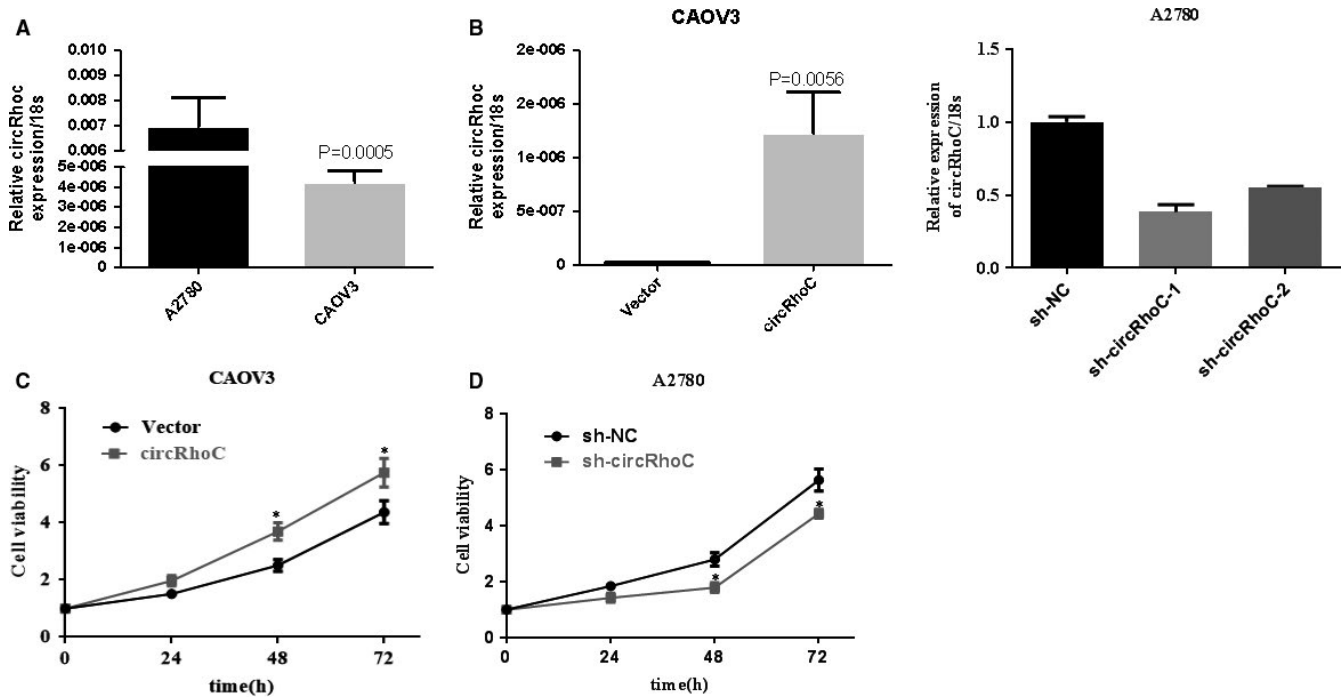 A
Relative circRhoc
expression/18s
0.010
0.009
0.008
0.007
0.006
5e-006
4e-006
3e-006
2e-006
1e-006
0
P=0.0005
A2780
CAOV3
B
CAOV3
Relative circRhoC
expression/18s
2e-006
2e-006
1e-006
5e-007
0
P=0.0056
Vector
circRhoC
A2780
Relative expression
of circRhoC/18s
1.5
1.0
0.5
0.0
sh-NC
sh-circRhoC-1
sh-circRhoC-2
C
CAOV3
Cell viability
8
6
4
2
0
Vector
circRhoC
*
*
0 24 48 72
time(h)
D
A2780
Cell viability
8
6
4
2
0
sh-NC
sh-circRhoC
*
*
0 24 48 72
time(h)